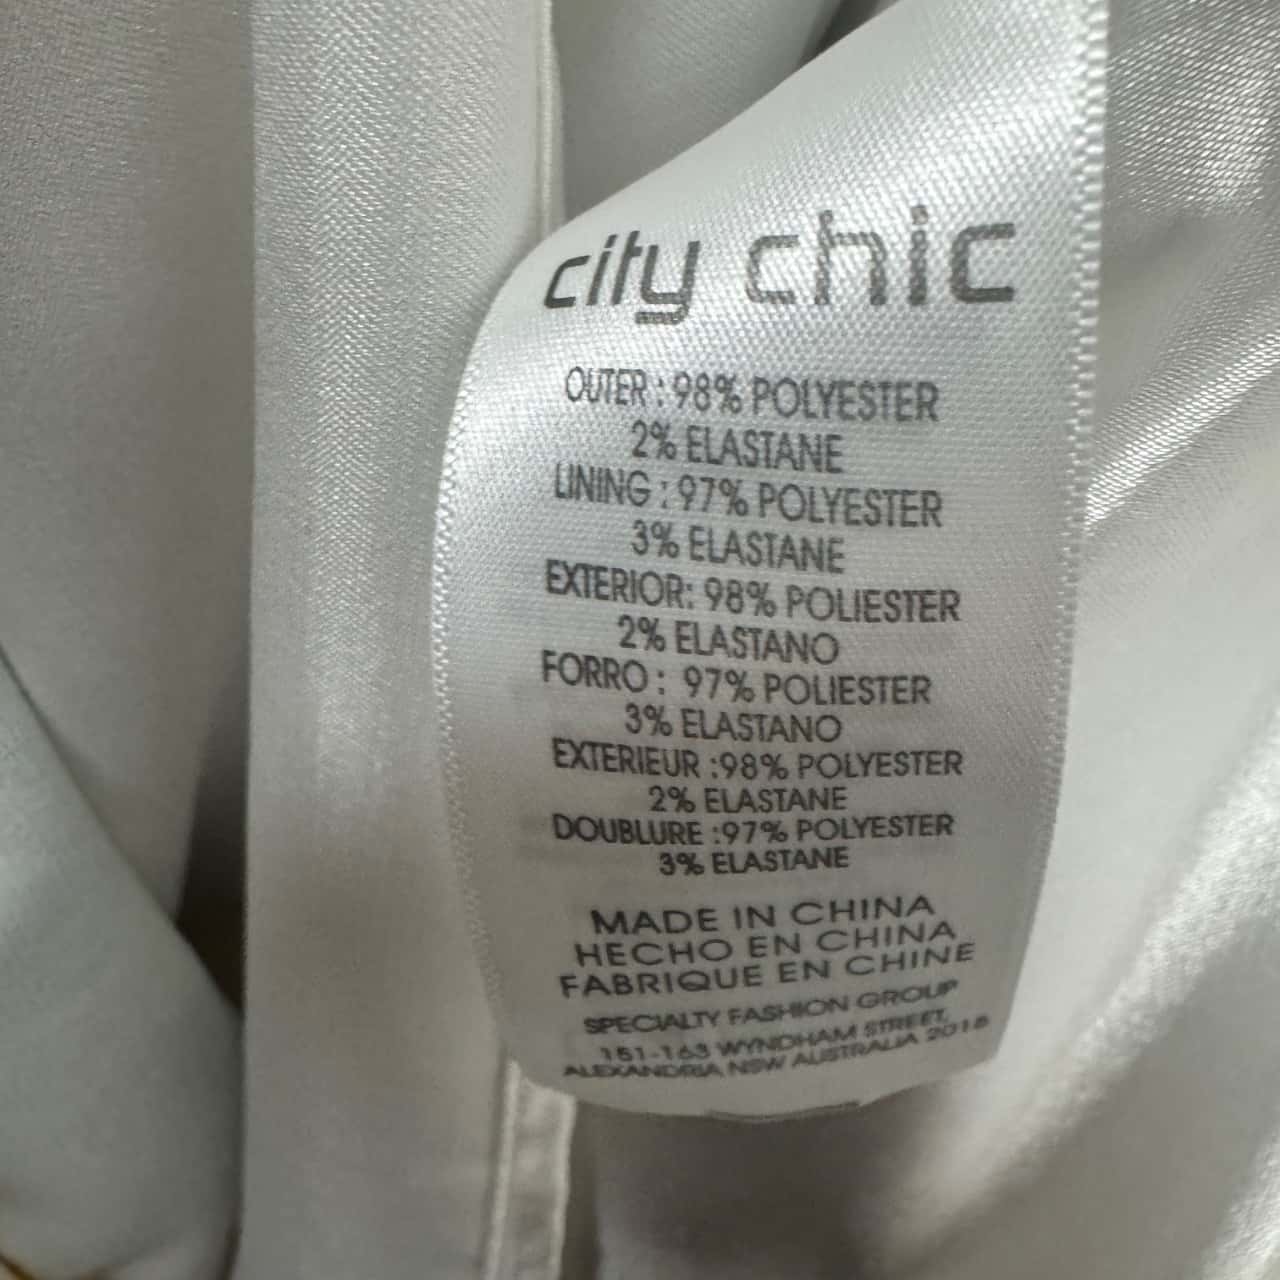 city chic
OUTER : 98% POLYESTER
2% ELASTANE
LINING : 97% POLYESTER
3% ELASTANE
EXTERIOR: 98% POLIESTER
2% ELASTANO
FORRO : 97% POLIESTER
3% ELASTANO
EXTERIEUR :98% POLYESTER
2% ELASTANE
DOUBLURE :97% POLYESTER
3% ELASTANE
MADE IN CHINA
HECHO EN CHINA
FABRIQUE EN CHINE
SPECIALTY FASHION GROUP
151-163 WYNDHAM STREET,
ALEXANDRIA NSW AUSTRALIA 2015